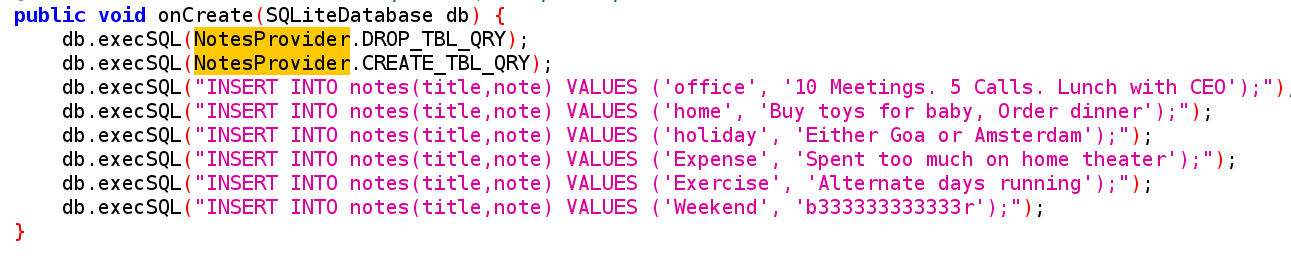 public void onCreate(SQLiteDatabase db) {
    db.execSQL(NotesProvider.DROP_TBL_QRY);
    db.execSQL(NotesProvider.CREATE_TBL_QRY);
    db.execSQL("INSERT INTO notes(title,note) VALUES ('office', '10 Meetings. 5 Calls. Lunch with CEO');");
    db.execSQL("INSERT INTO notes(title,note) VALUES ('home', 'Buy toys for baby, Order dinner');");
    db.execSQL("INSERT INTO notes(title,note) VALUES ('holiday', 'Either Goa or Amsterdam');");
    db.execSQL("INSERT INTO notes(title,note) VALUES ('Expense', 'Spent too much on home theater');");
    db.execSQL("INSERT INTO notes(title,note) VALUES ('Exercise', 'Alternate days running');");
    db.execSQL("INSERT INTO notes(title,note) VALUES ('Weekend', 'b333333333333r');");
}